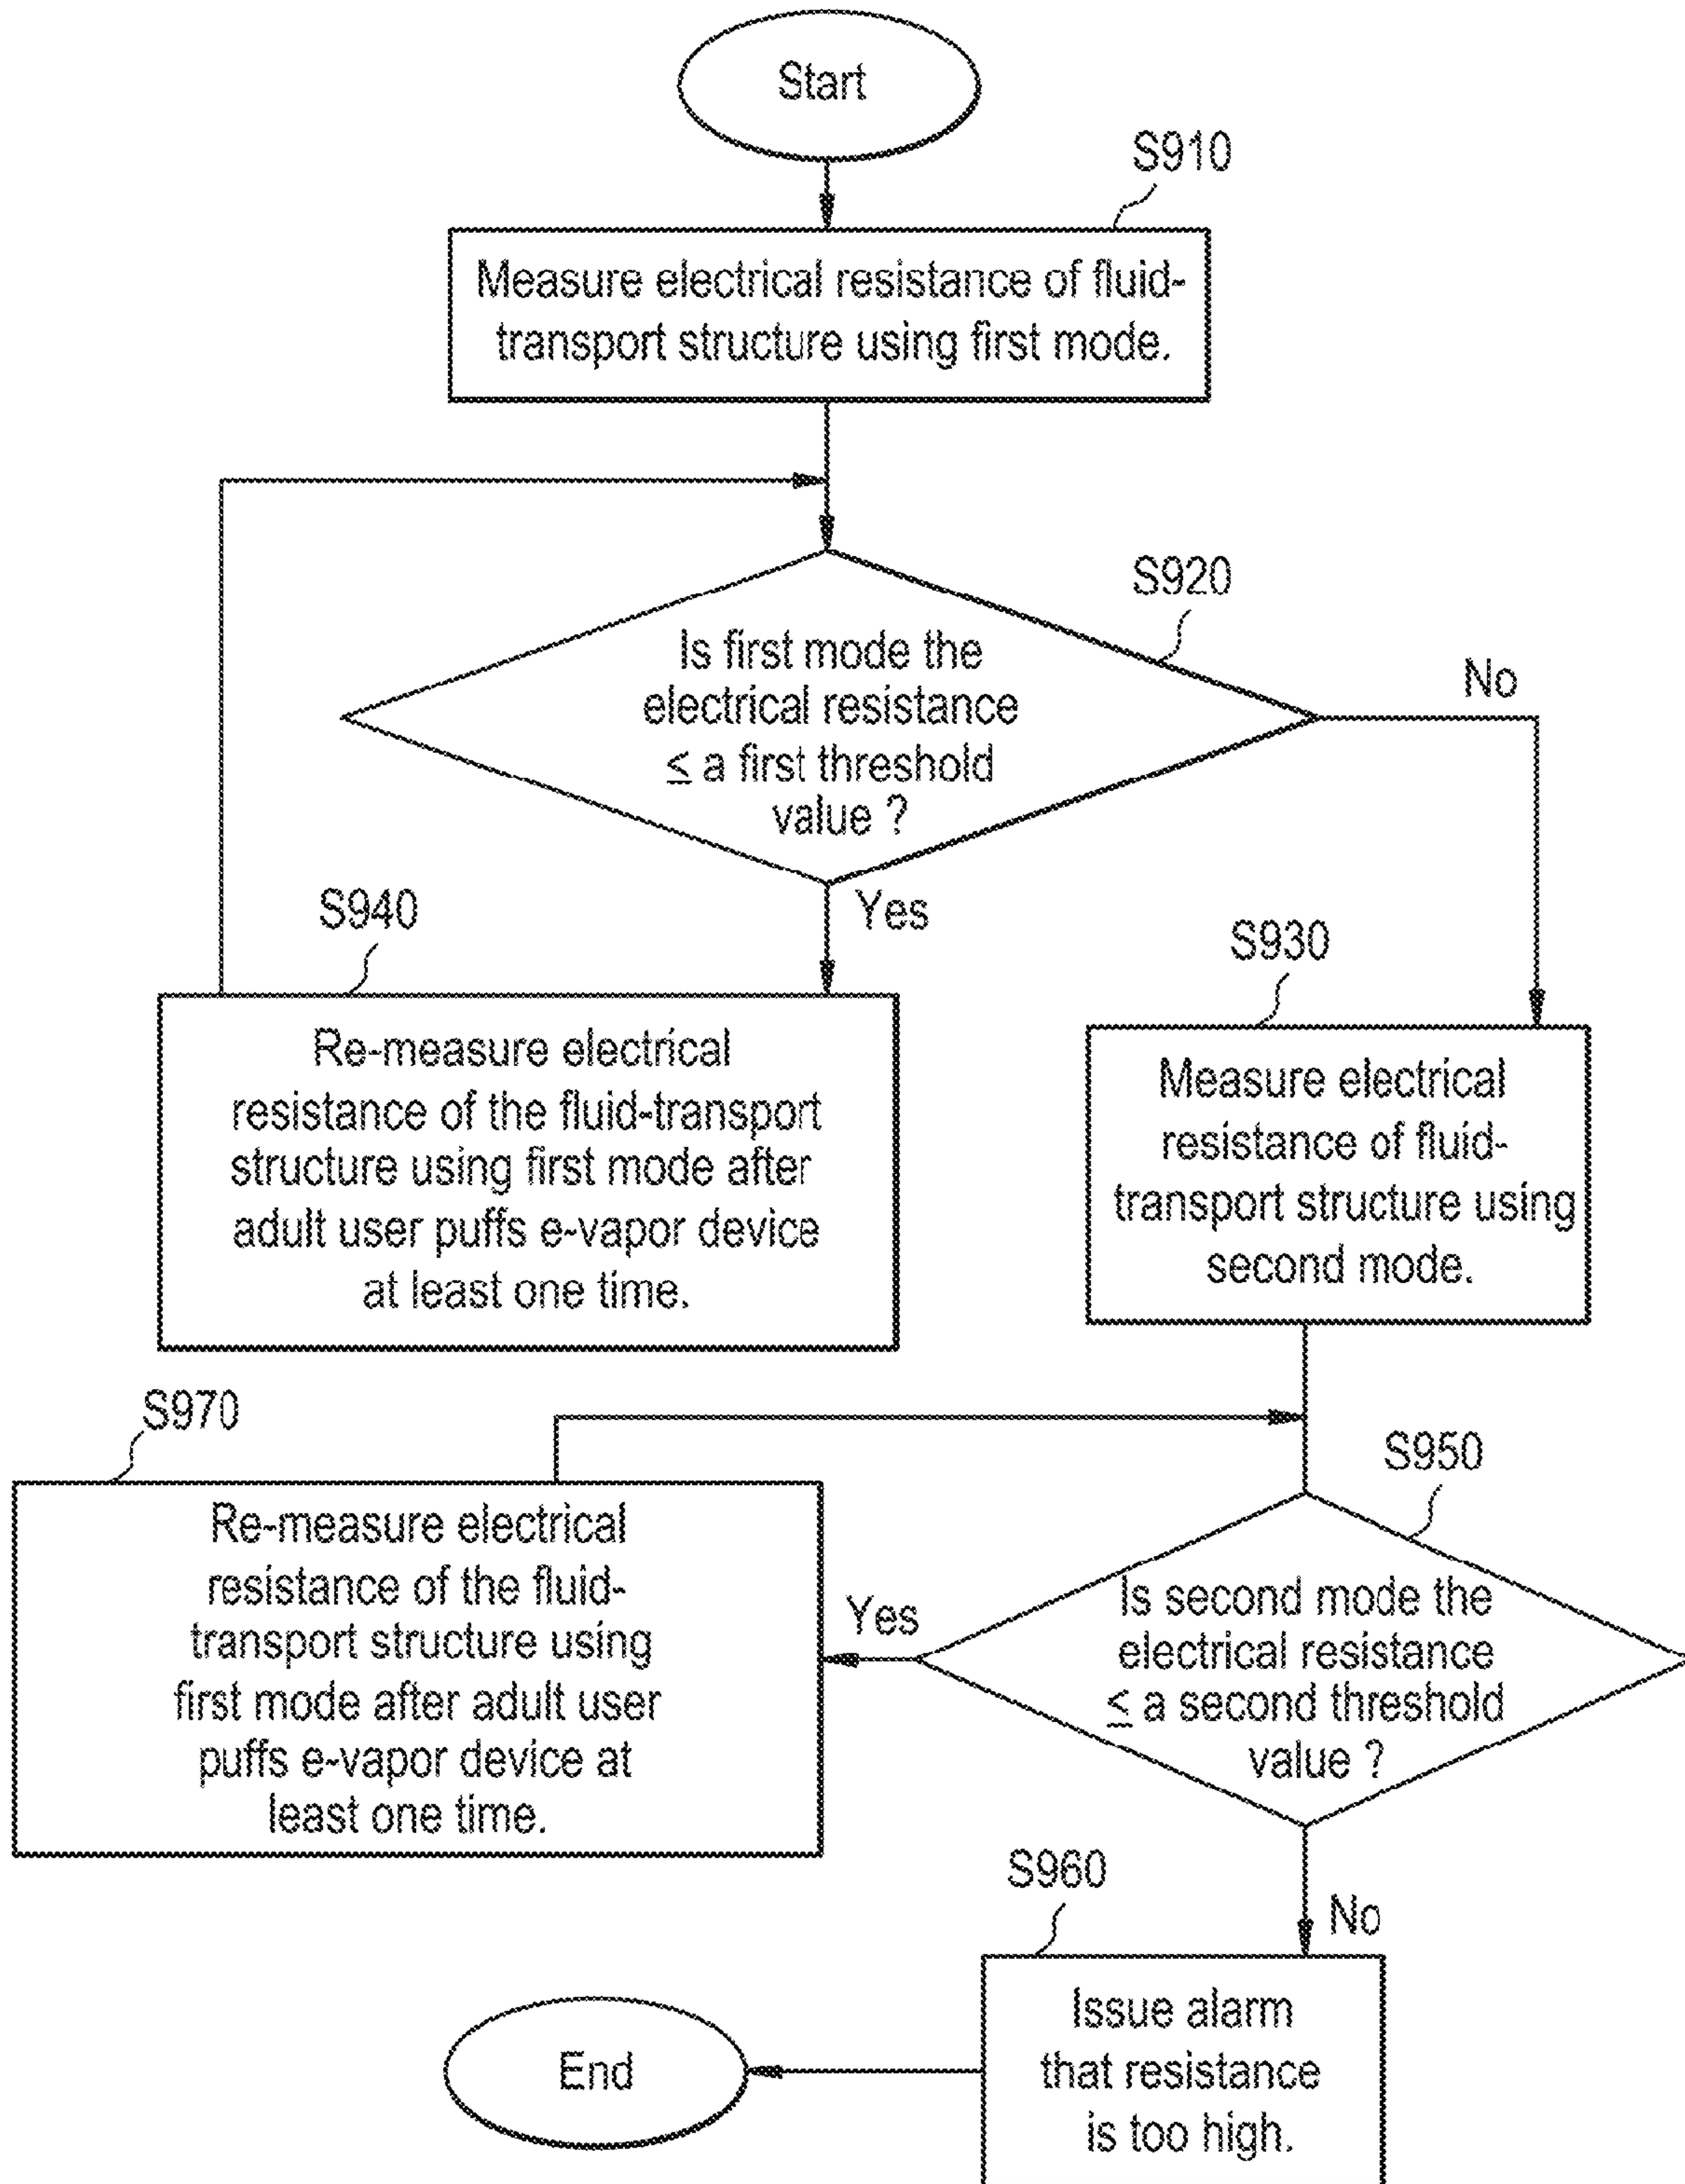 Start
S910
Measure electrical resistance of fluid-
transport structure using first mode.
S920
Is first mode the
electrical resistance
≤ a first threshold
value ?
No
Yes
S940
Re-measure electrical
resistance of the fluid-transport
structure using first mode after
adult user puffs e-vapor device
at least one time.
S930
Measure electrical
resistance of fluid-
transport structure using
second mode.
S970
Re-measure electrical
resistance of the fluid-
transport structure using
first mode after adult user
puffs e-vapor device at
least one time.
S950
Is second mode the
electrical resistance
≤ a second threshold
value ?
Yes
No
S960
Issue alarm
that resistance
is too high.
End